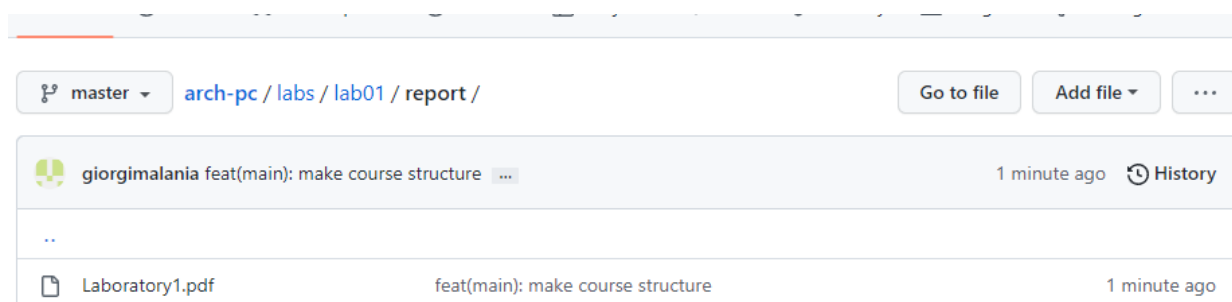 master arch-pc / labs / lab01 / report / Go to file Add file ...
giorgimalania feat(main): make course structure ... 1 minute ago History
..
Laboratory1.pdf feat(main): make course structure 1 minute ago